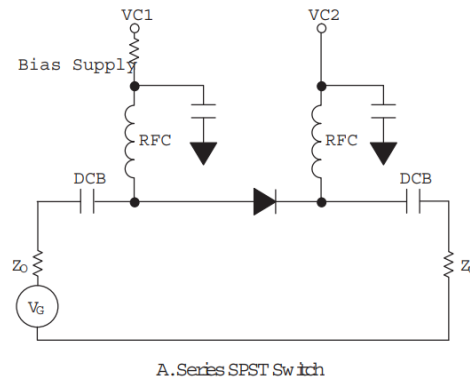 VC1 VC2
Bias Supply
RFC RFC
DCB DCB
ZO Z
VG
A. Series SPST Switch